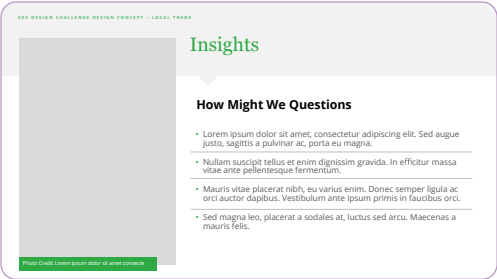 EEE DESIGN CHALLENGE DESIGN CONCEPT – LOCAL TRADE
Insights
How Might We Questions
• Lorem ipsum dolor sit amet, consectetur adipiscing elit. Sed augue
justo, sagittis a pulvinar ac, porta eu magna.
• Nullam suscipit tellus et enim dignissim gravida. In efficitur massa
vitae ante pellentesque fermentum.
• Mauris vitae placerat nibh, eu varius enim. Donec semper ligula ac
orci auctor dapibus. Vestibulum ante ipsum primis in faucibus orci.
• Sed magna leo, placerat a sodales at, luctus sed arcu. Maecenas a
mauris felis.
Photo Credit Lorem ipsum dolor sit amet consecte